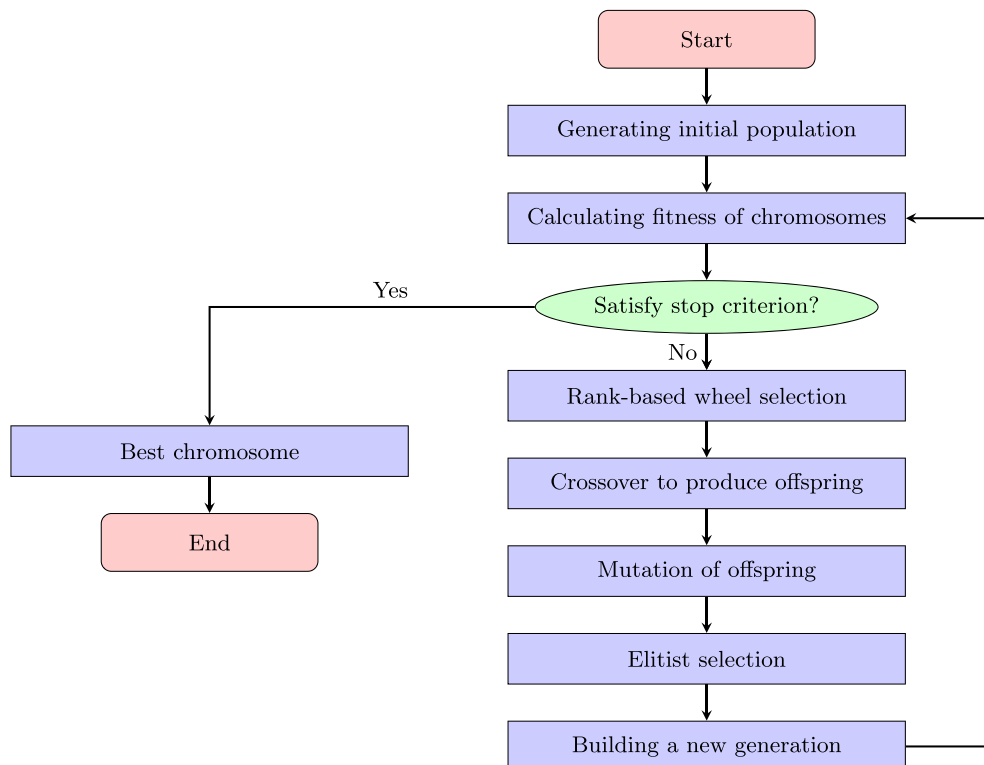 Start
Generating initial population
Calculating fitness of chromosomes
Yes
Satisfy stop criterion?
No
Rank-based wheel selection
Best chromosome
Crossover to produce offspring
End
Mutation of offspring
Elitist selection
Building a new generation